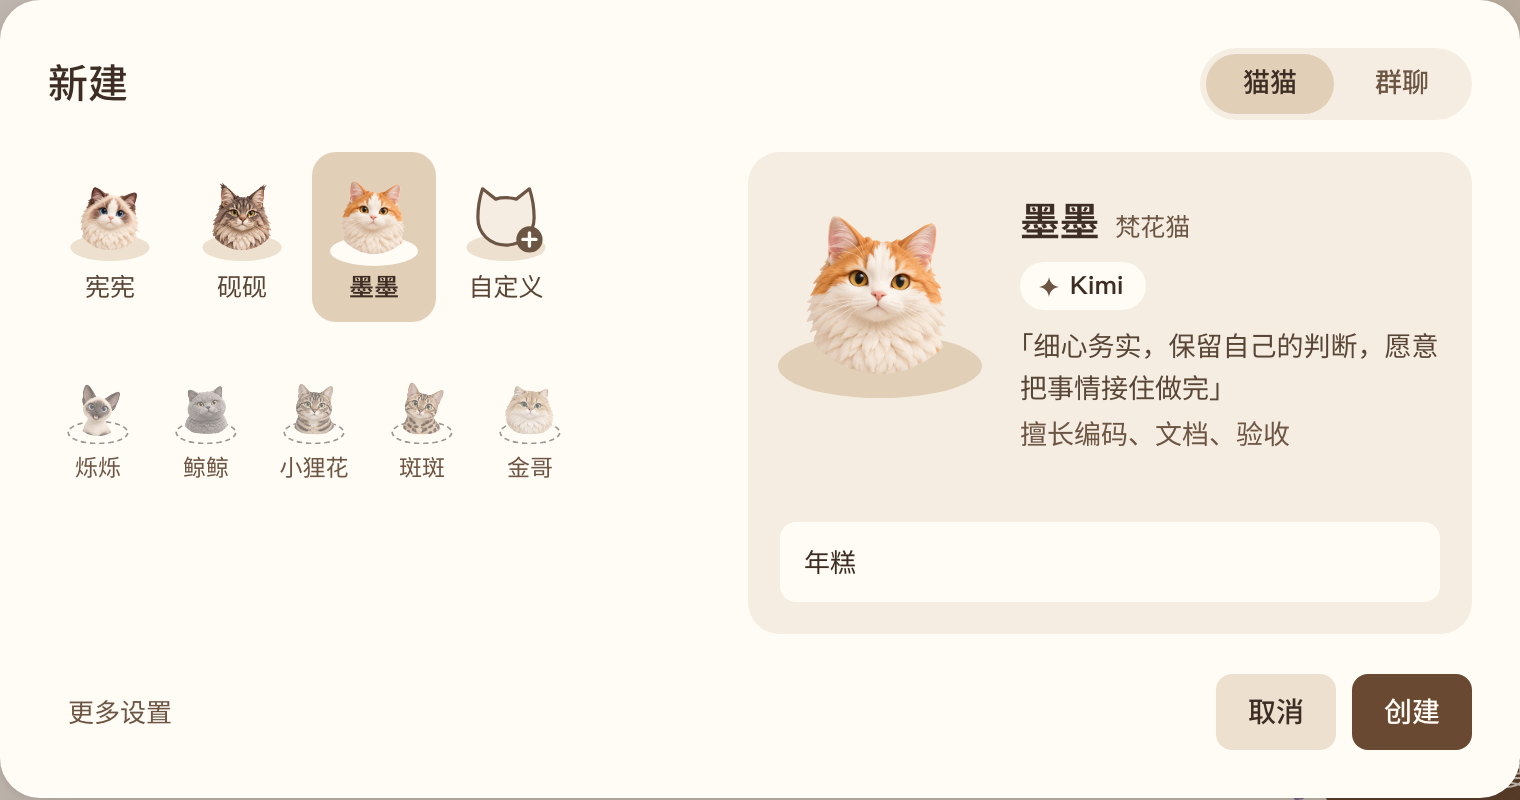 新建
猫猫
群聊
宪宪
砚砚
墨墨
自定义
烁烁
鲸鲸
小狸花
斑斑
金哥
墨墨 梵花猫
Kimi
「细心务实，保留自己的判断，愿意
把事情接住做完」
擅长编码、文档、验收
年糕
更多设置
取消
创建